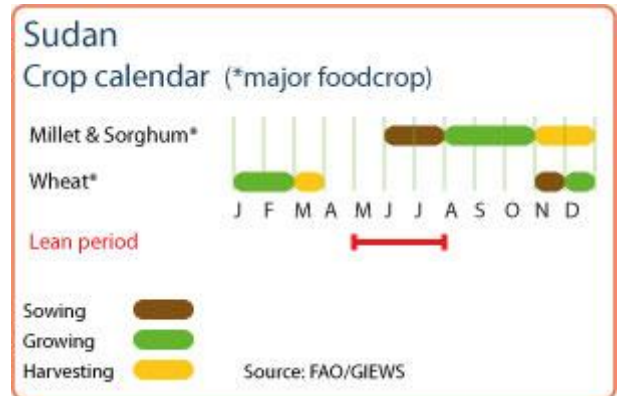 Sudan
Crop calendar (*major foodcrop)
Millet & Sorghum*
Wheat*
J F M A M J J A S O N D
Lean period
Sowing
Growing
Harvesting Source: FAO/GIEWS